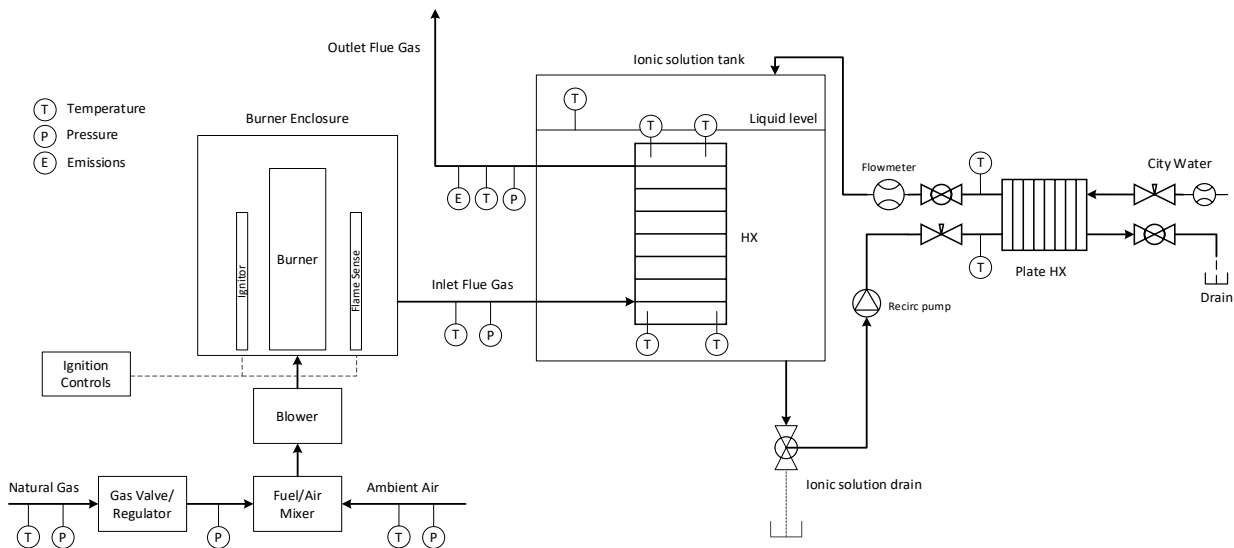 Outlet Flue Gas
Ionic solution tank
T
Temperature
P
Pressure
E
Emissions
Burner Enclosure
T
Liquid level
T
T
Flowmeter
T
City Water
E
T
P
Ignitor
Burner
Flame Sense
HX
Plate HX
T
Drain
Inlet Flue Gas
T
P
Recirc pump
T
T
Ignition
Controls
Blower
Natural Gas
Gas Valve/
Regulator
Fuel/Air
Mixer
Ambient Air
Ionic solution drain
T
P
P
T
P